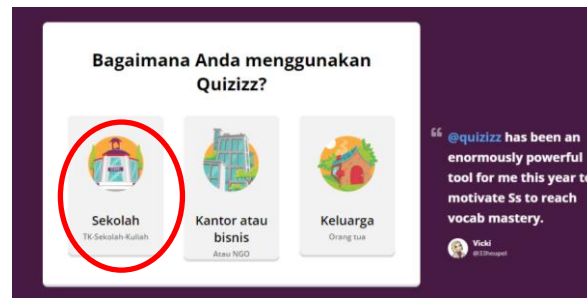 Bagaimana Anda menggunakan
Quizizz?
Sekolah
TK-Sekolah-Kuliah
Kantor atau
bisnis
Atau NGO
Keluarga
Orang tua
“ @quizizz has been an
enormously powerful
tool for me this year to
motivate Ss to reach
vocab mastery.
Vicki